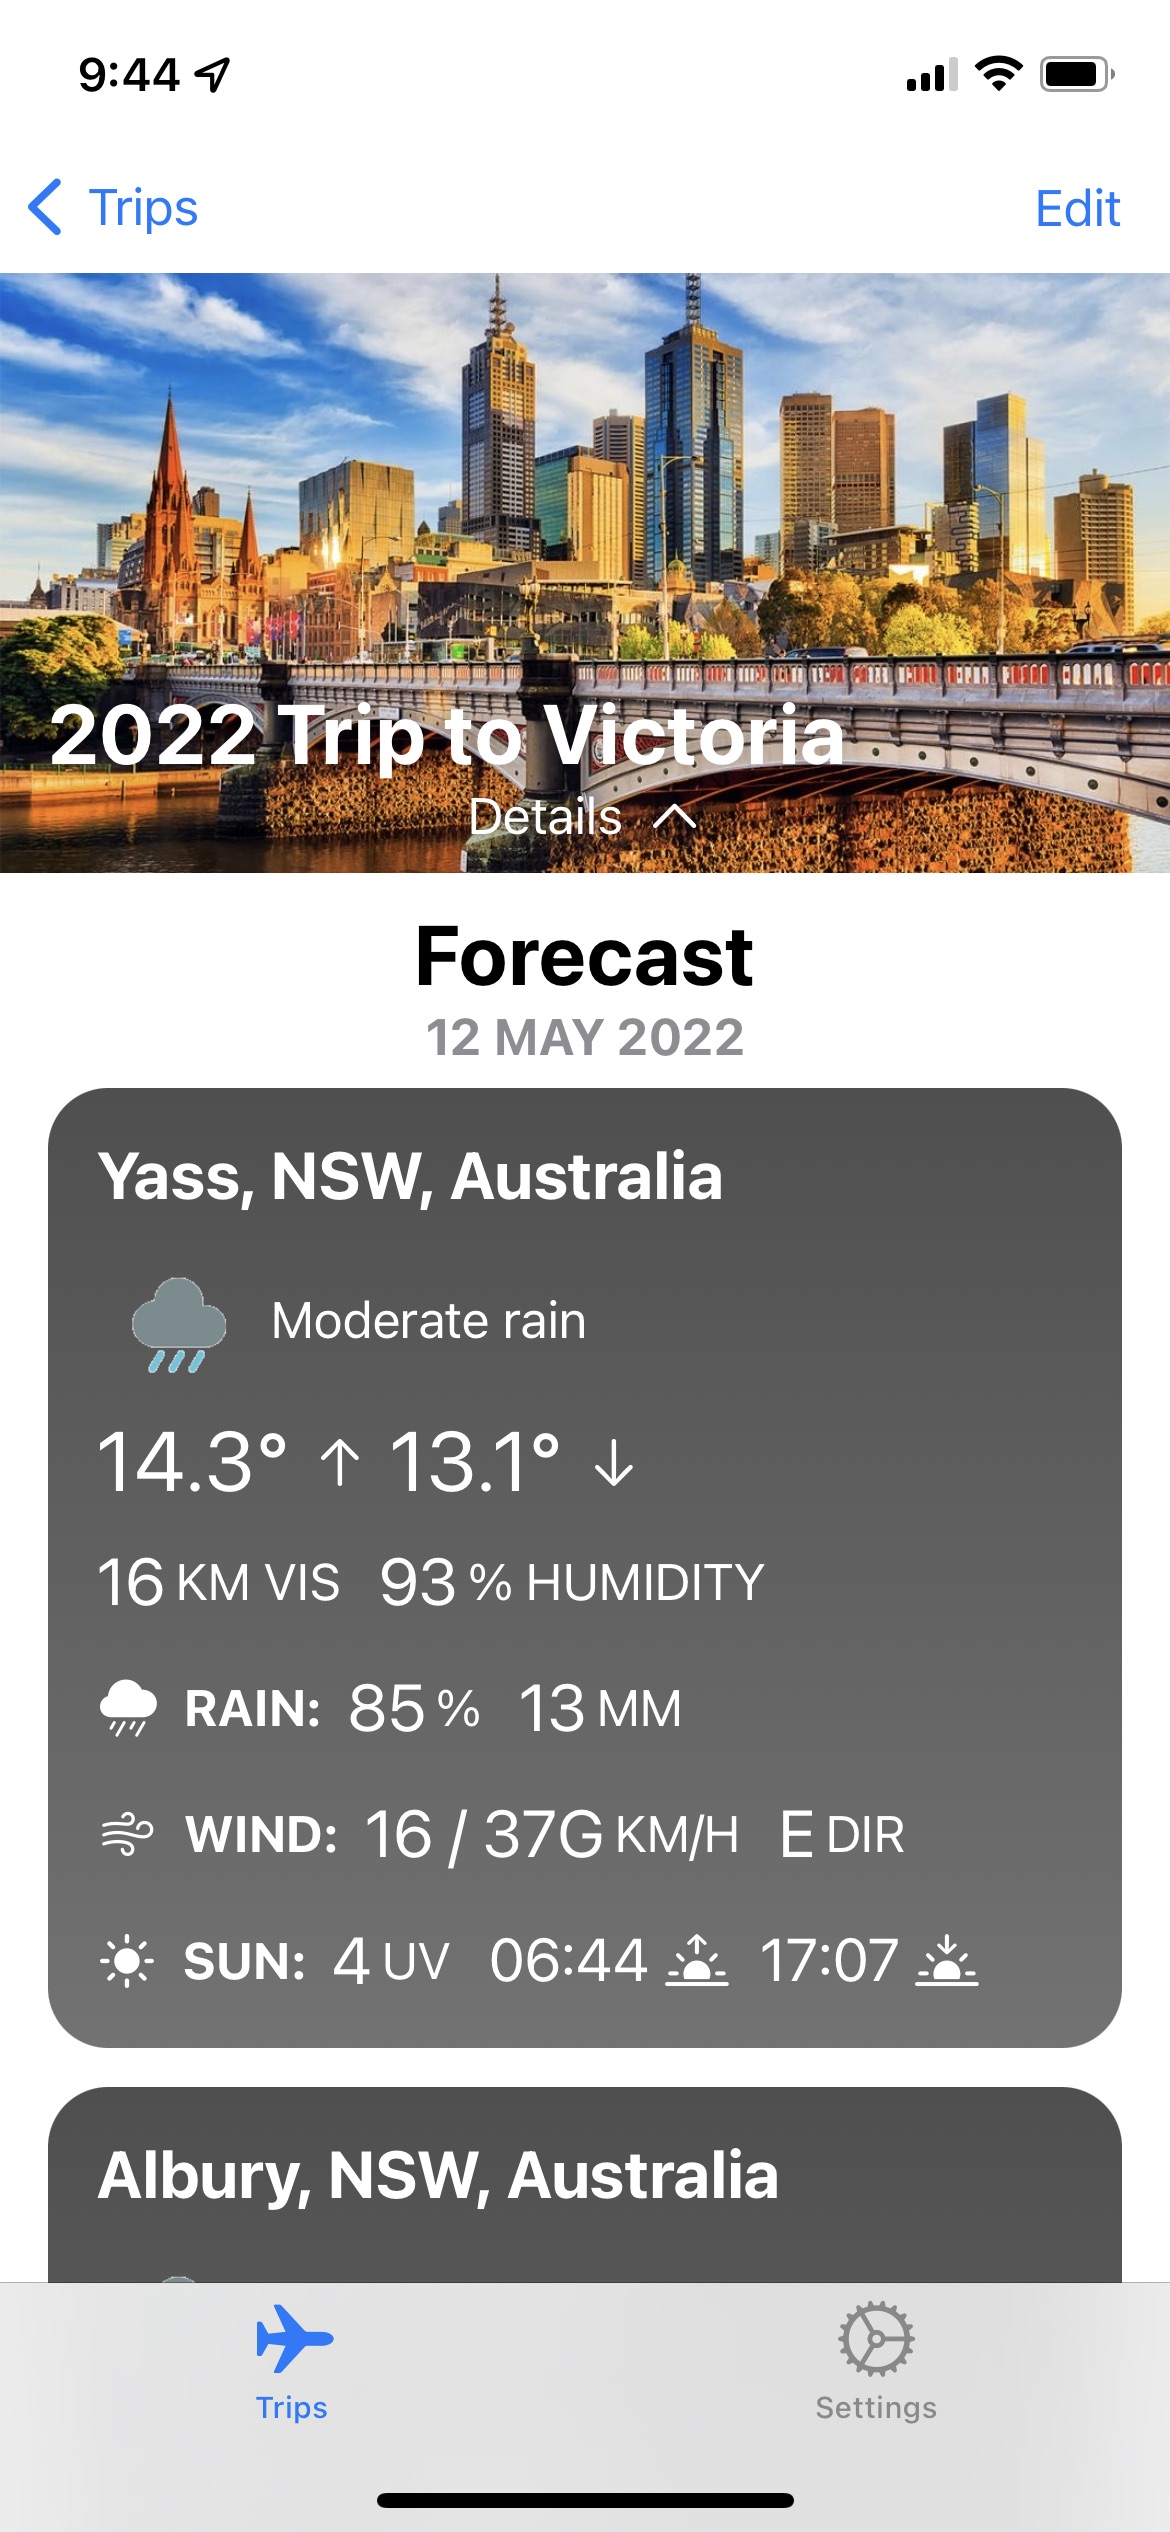 9:44
Trips
Edit
2022 Trip to Victoria
Details
Forecast
12 MAY 2022
Yass, NSW, Australia
Moderate rain
14.3° ↑ 13.1° ↓
16 KM VIS 93 % HUMIDITY
RAIN: 85 % 13 MM
WIND: 16 / 37G KM/H E DIR
SUN: 4 UV 06:44 17:07
Albury, NSW, Australia
Trips
Settings